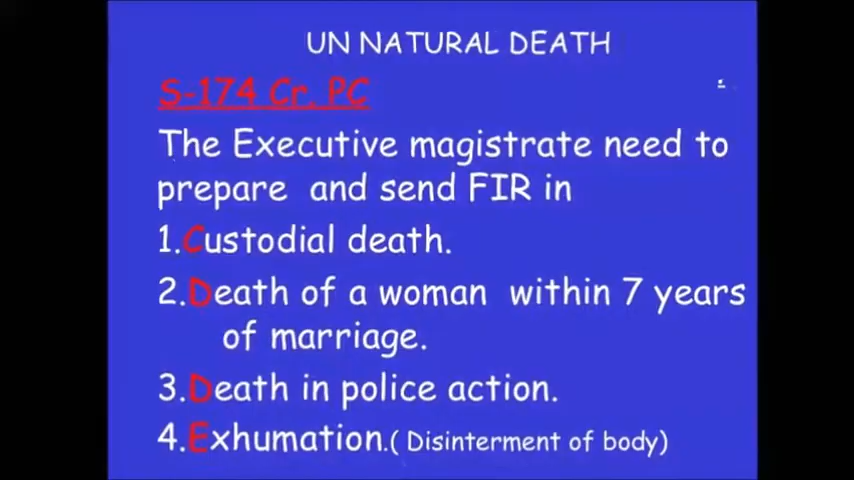 UN NATURAL DEATH
S-174 Cr. PC
The Executive magistrate need to
prepare and send FIR in
1.Custodial death.
2.Death of a woman within 7 years
of marriage.
3.Death in police action.
4.Exhumation.( Disinterment of body)